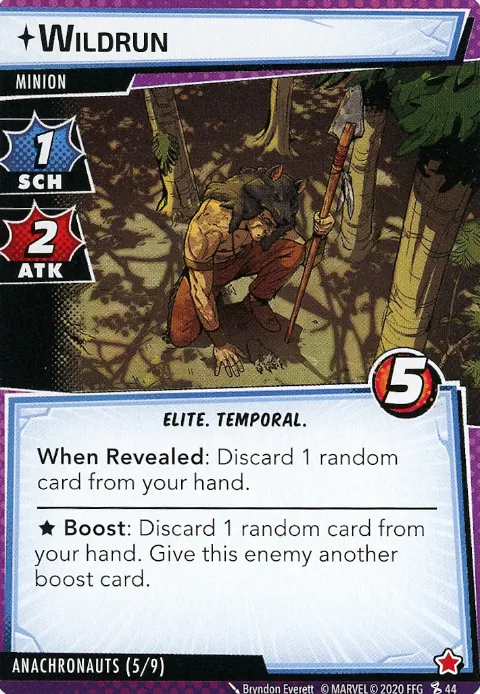 WILDRUN
MINION
1
SCH
2
ATK
5
ELITE. TEMPORAL.
When Revealed: Discard 1 random
card from your hand.
★ Boost: Discard 1 random card from
your hand. Give this enemy another
boost card.
ANACHRONAUTS (5/9)
Bryndon Everett © MARVEL © 2020 FFG 44